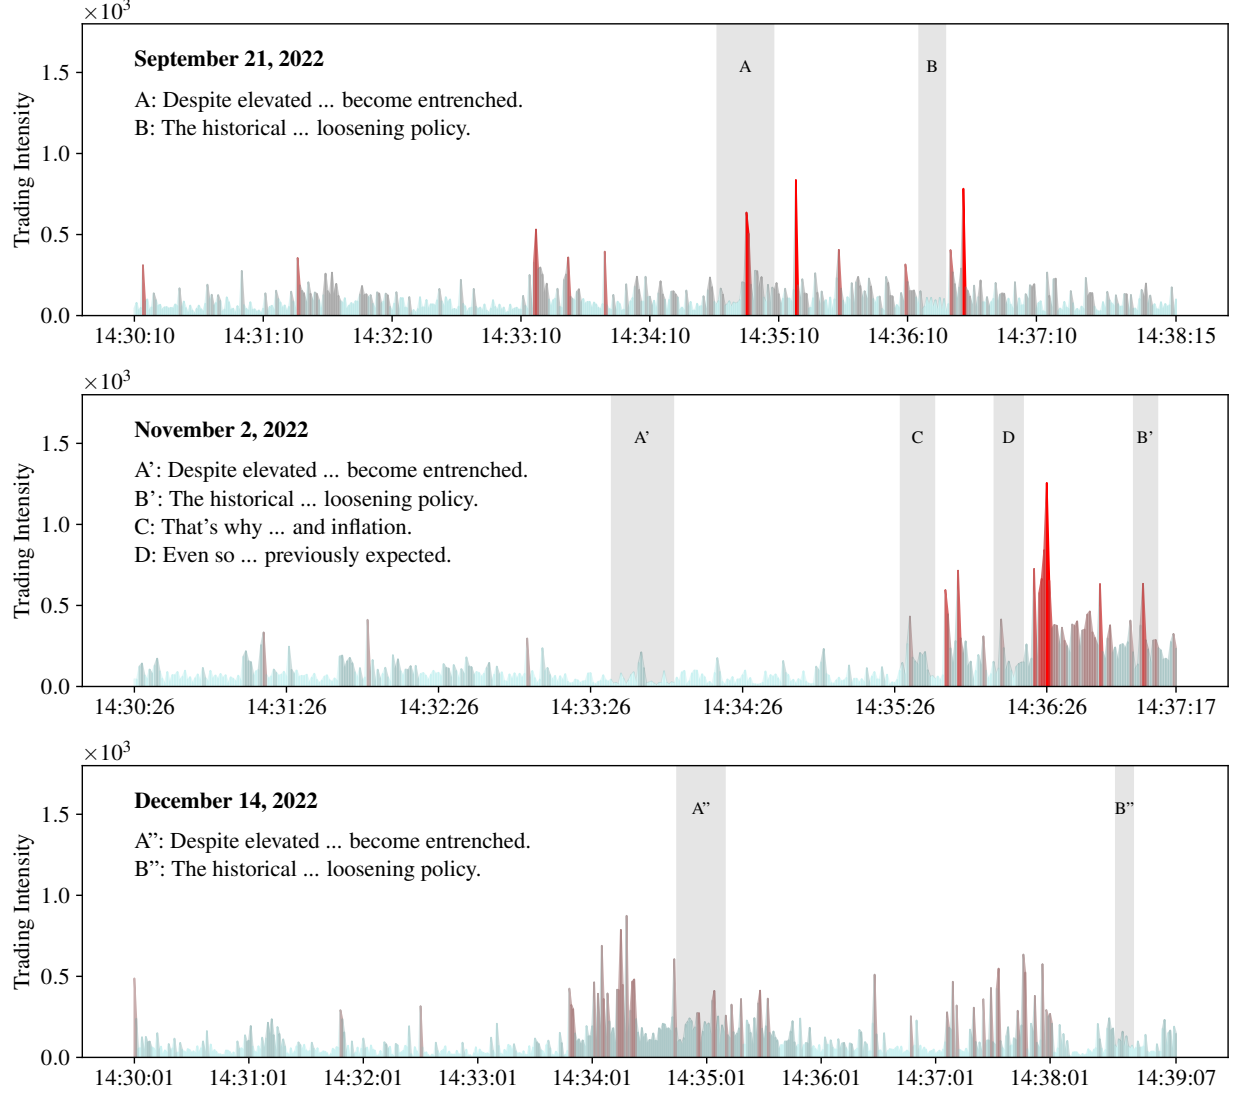 ×10³
September 21, 2022
A: Despite elevated ... become entrenched.
B: The historical ... loosening policy.
A
B
Trading Intensity
1.5
1.0
0.5
0.0
14:30:10 14:31:10 14:32:10 14:33:10 14:34:10 14:35:10 14:36:10 14:37:10 14:38:15
×10³
November 2, 2022
A’: Despite elevated ... become entrenched.
B’: The historical ... loosening policy.
C: That's why ... and inflation.
D: Even so ... previously expected.
A’
C
D
B’
Trading Intensity
1.5
1.0
0.5
0.0
14:30:26 14:31:26 14:32:26 14:33:26 14:34:26 14:35:26 14:36:26 14:37:17
×10³
December 14, 2022
A”: Despite elevated ... become entrenched.
B”: The historical ... loosening policy.
A”
B”
Trading Intensity
1.5
1.0
0.5
0.0
14:30:01 14:31:01 14:32:01 14:33:01 14:34:01 14:35:01 14:36:01 14:37:01 14:38:01 14:39:07